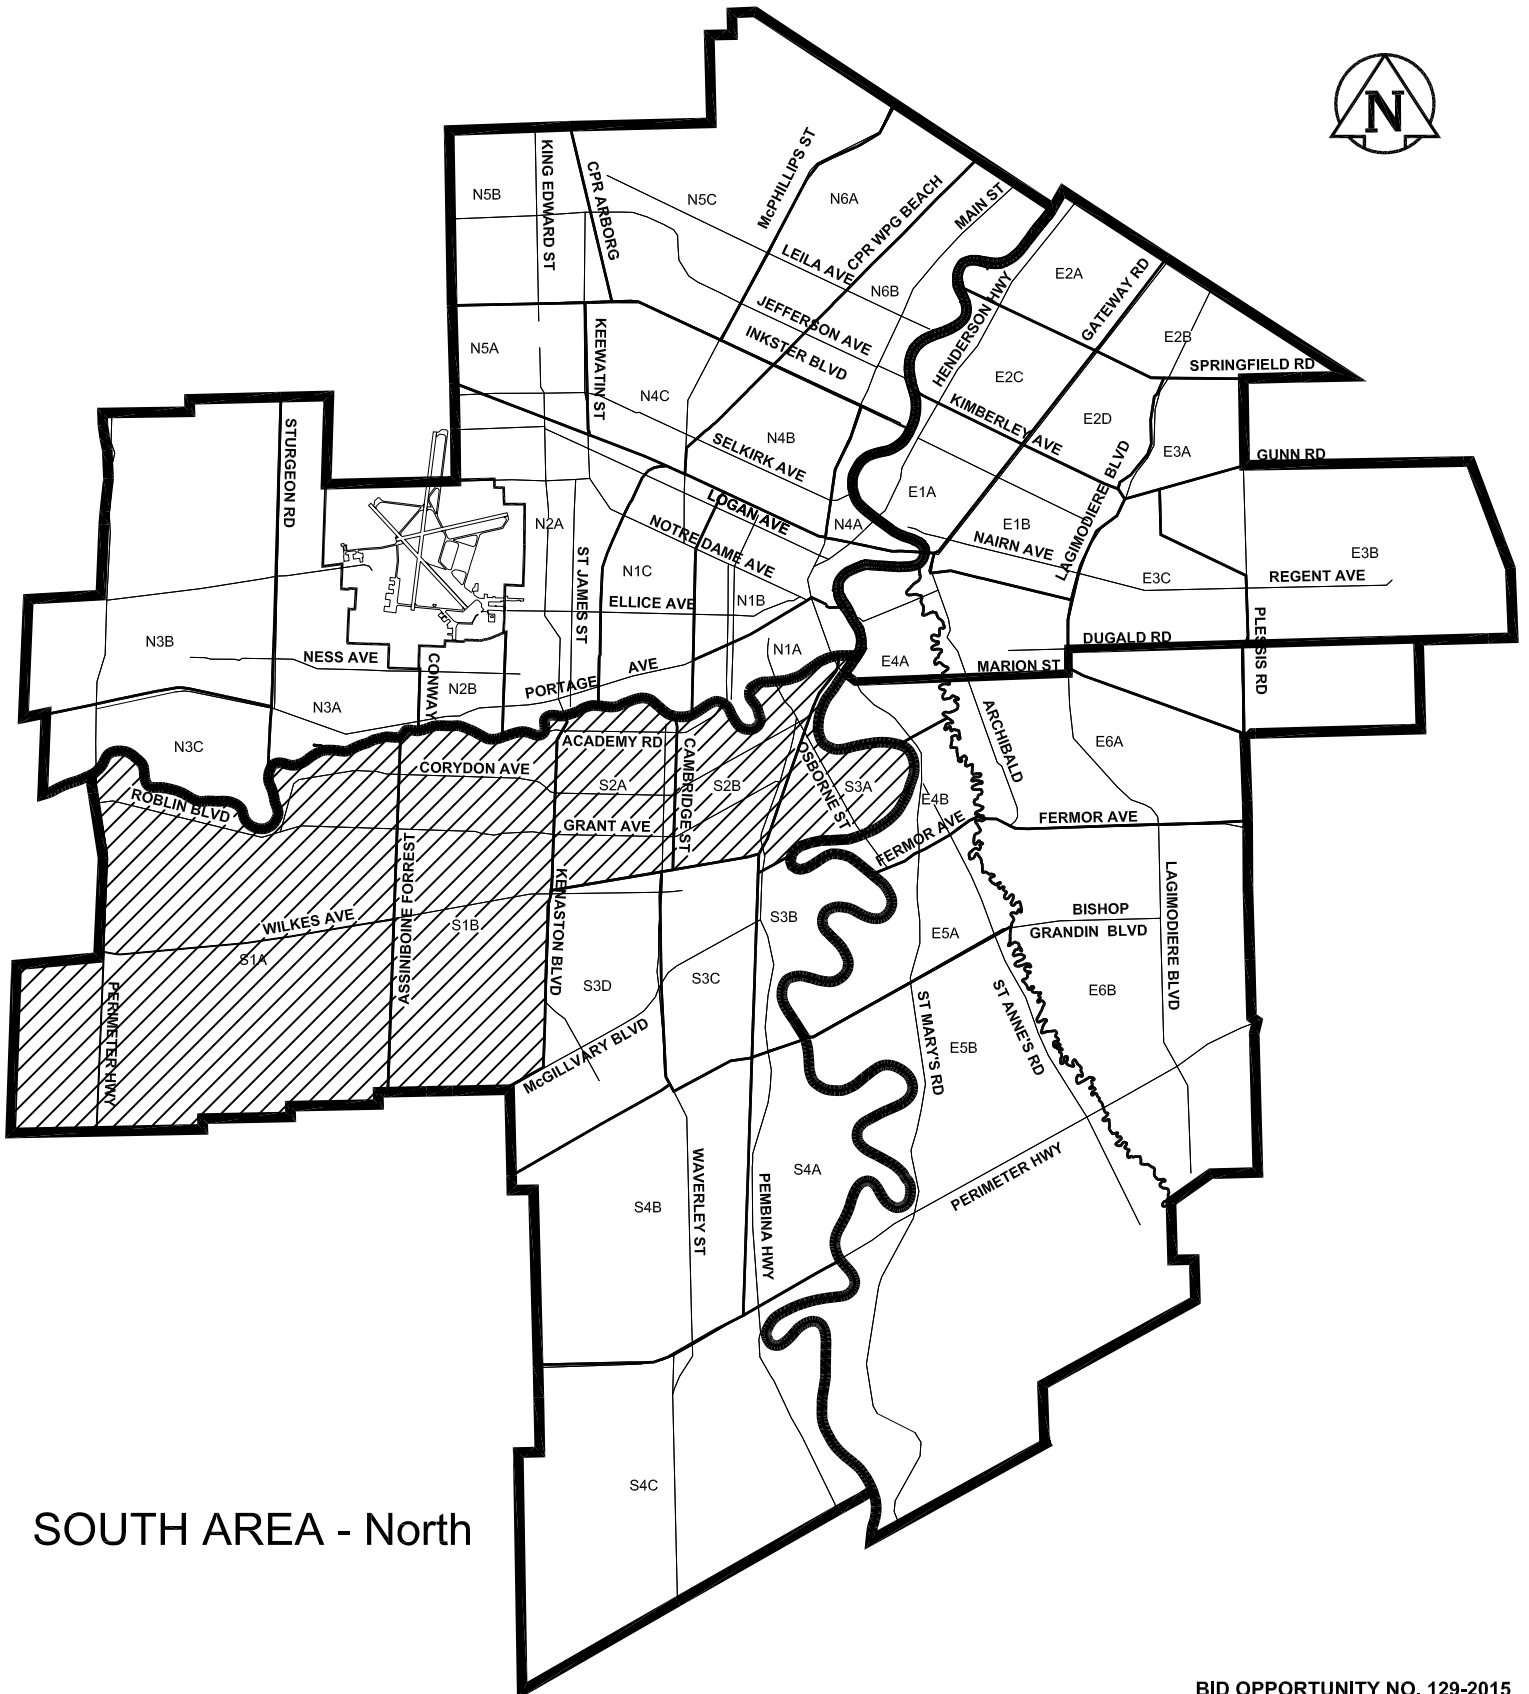 N
McPHILLIPS ST
KING EDWARD ST
CPR ARBORG
N5B
N5C
N6A
CPR WPG BEACH
MAIN ST
LEILA AVE
N6B
E2A
GATEWAY RD
HENDERSON HWY
JEFFERSON AVE
INKSTER BLVD
E2B
SPRINGFIELD RD
N5A
KEEWATIN ST
N4C
E2C
KIMBERLEY AVE
E2D
N4B
SELKIRK AVE
LAGIMODIERE BLVD
E3A
GUNN RD
STURGEON RD
E1A
LOGAN AVE
N4A
N2A
NOTRE DAME AVE
E1B
NAIRN AVE
E3B
ST JAMES ST
N1C
E3C
REGENT AVE
ELLICE AVE
N1B
PLESSIS RD
N3B
NESS AVE
CONWAY
N1A
DUGALD RD
E4A
MARION ST
AVE
N2B
PORTAGE
N3A
ARCHIBALD
N3C
ACADEMY RD
CAMBRIDGE ST
OSBORNE ST
E6A
CORYDON AVE
S2A
S2B
S3A
ROBLIN BLVD
E4B
GRANT AVE
FERMOR AVE
FERMOR AVE
ASSINIBOINE FORREST
KENASTON BLVD
LAGIMODIERE BLVD
WILKES AVE
S1B
S3B
BISHOP
GRANDIN BLVD
E5A
S1A
S3D
S3C
PERIMETER HWY
ST MARY'S RD
ST ANNE'S RD
E6B
McGILLVARY BLVD
E5B
WAVERLEY ST
PEMBINA HWY
S4A
PERIMETER HWY
S4B
S4C
SOUTH AREA - North
BID OPPORTUNITY NO. 129-2015